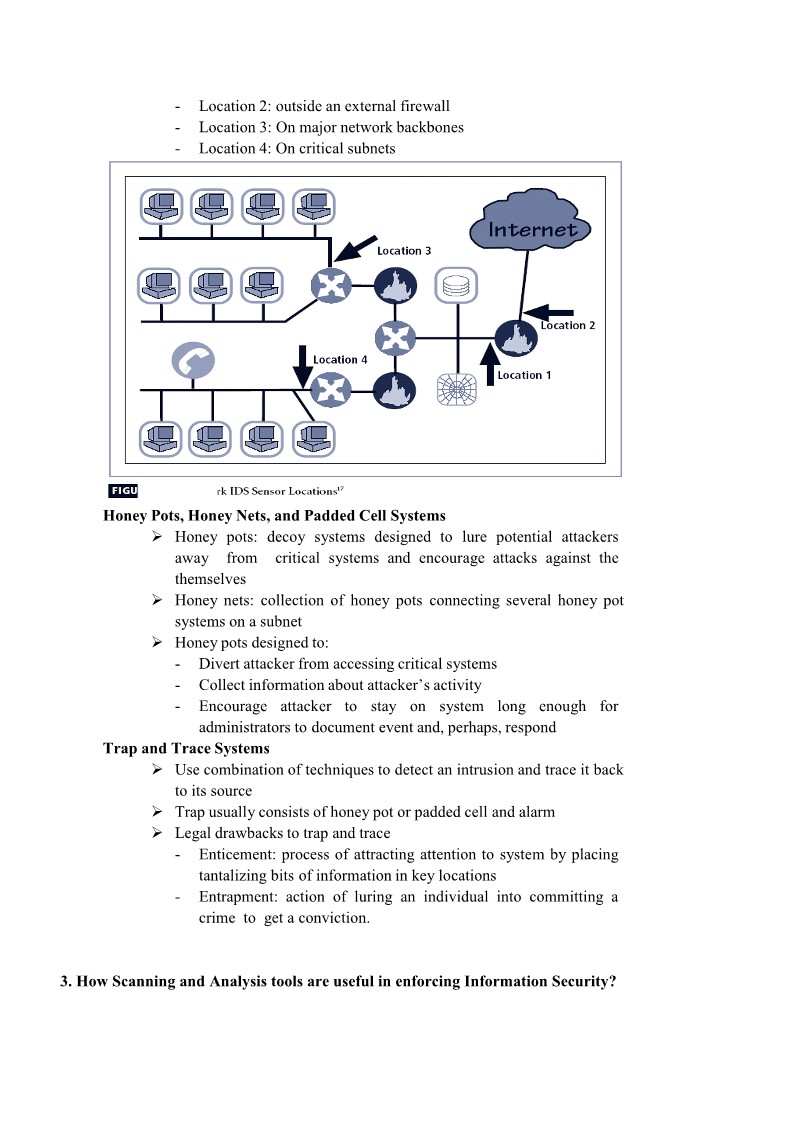 - Location 2: outside an external firewall
- Location 3: On major network backbones
- Location 4: On critical subnets
Internet
Location 3
Location 2
Location 4
Location 1
FIGU
rk IDS Sensor Locations17
Honey Pots, Honey Nets, and Padded Cell Systems
➢ Honey pots: decoy systems designed to lure potential attackers
away from critical systems and encourage attacks against the
themselves
➢ Honey nets: collection of honey pots connecting several honey pot
systems on a subnet
➢ Honey pots designed to:
- Divert attacker from accessing critical systems
- Collect information about attacker’s activity
- Encourage attacker to stay on system long enough for
administrators to document event and, perhaps, respond
Trap and Trace Systems
➢ Use combination of techniques to detect an intrusion and trace it back
to its source
➢ Trap usually consists of honey pot or padded cell and alarm
➢ Legal drawbacks to trap and trace
- Enticement: process of attracting attention to system by placing
tantalizing bits of information in key locations
- Entrapment: action of luring an individual into committing a
crime to get a conviction.
3. How Scanning and Analysis tools are useful in enforcing Information Security?